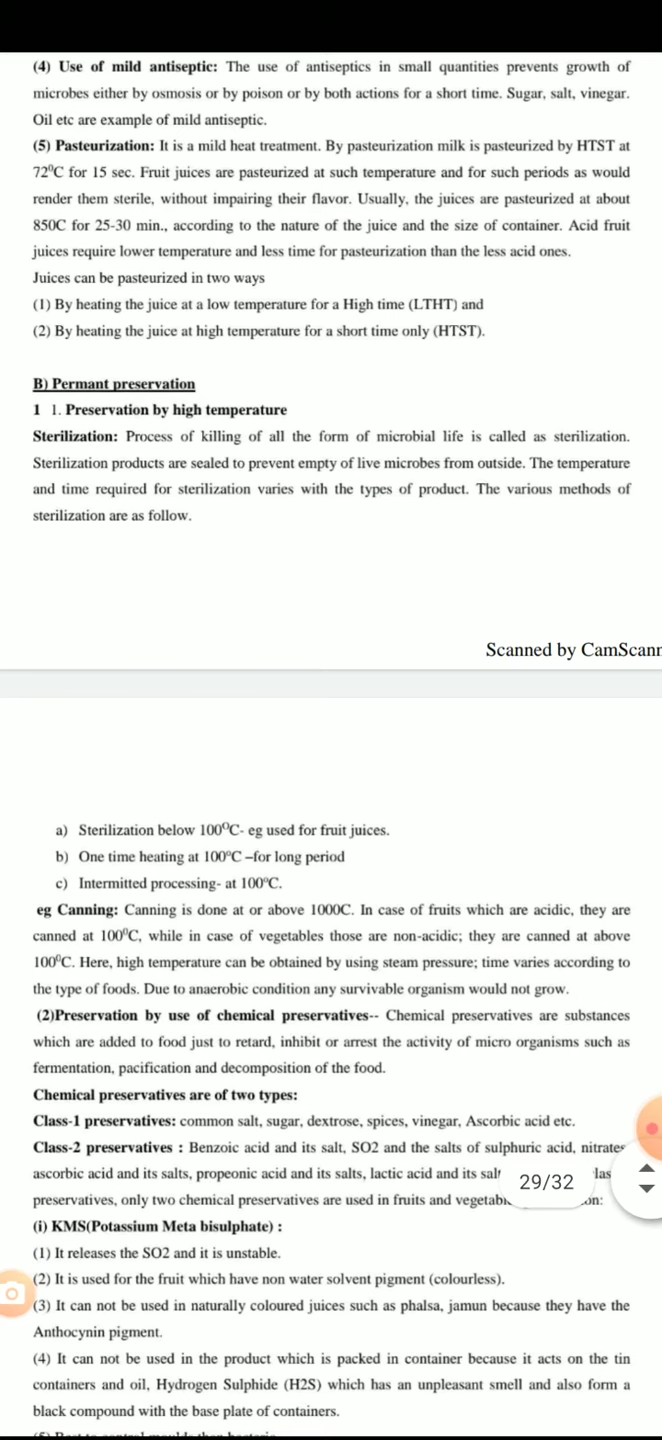 (4) Use of mild antiseptic: The use of antiseptics in small quantities prevents growth of
microbes either by osmosis or by poison or by both actions for a short time. Sugar, salt, vinegar.
Oil etc are example of mild antiseptic.
(5) Pasteurization: It is a mild heat treatment. By pasteurization milk is pasteurized by HTST at
72⁰C for 15 sec. Fruit juices are pasteurized at such temperature and for such periods as would
render them sterile, without impairing their flavor. Usually, the juices are pasteurized at about
850C for 25-30 min., according to the nature of the juice and the size of container. Acid fruit
juices require lower temperature and less time for pasteurization than the less acid ones.
Juices can be pasteurized in two ways
(1) By heating the juice at a low temperature for a High time (LTHT) and
(2) By heating the juice at high temperature for a short time only (HTST).
B) Permant preservation
1 1. Preservation by high temperature
Sterilization: Process of killing of all the form of microbial life is called as sterilization.
Sterilization products are sealed to prevent empty of live microbes from outside. The temperature
and time required for sterilization varies with the types of product. The various methods of
sterilization are as follow.
Scanned by CamScann
a) Sterilization below 100⁰C- eg used for fruit juices.
b) One time heating at 100°C –for long period
c) Intermitted processing- at 100°C.
eg Canning: Canning is done at or above 1000C. In case of fruits which are acidic, they are
canned at 100⁰C, while in case of vegetables those are non-acidic; they are canned at above
100⁰C. Here, high temperature can be obtained by using steam pressure; time varies according to
the type of foods. Due to anaerobic condition any survivable organism would not grow.
(2)Preservation by use of chemical preservatives-- Chemical preservatives are substances
which are added to food just to retard, inhibit or arrest the activity of micro organisms such as
fermentation, pacification and decomposition of the food.
Chemical preservatives are of two types:
Class-1 preservatives: common salt, sugar, dextrose, spices, vinegar, Ascorbic acid etc.
Class-2 preservatives : Benzoic acid and its salt, SO2 and the salts of sulphuric acid, nitrates
ascorbic acid and its salts, propeonic acid and its salts, lactic acid and its
29/32
preservatives, only two chemical preservatives are used in fruits and
(i) KMS(Potassium Meta bisulphate) :
(1) It releases the SO2 and it is unstable.
(2) It is used for the fruit which have non water solvent pigment (colourless).
(3) It can not be used in naturally coloured juices such as phalsa, jamun because they have the
Anthocynin pigment.
(4) It can not be used in the product which is packed in container because it acts on the tin
containers and oil, Hydrogen Sulphide (H2S) which has an unpleasant smell and also form a
black compound with the base plate of containers.